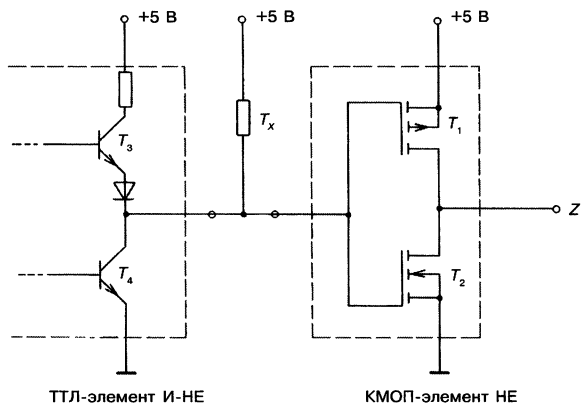 +5 В
+5 В
+5 В
T3
Tx
T1
T4
T2
Z
ТТЛ-элемент И-НЕ
КМОП-элемент НЕ